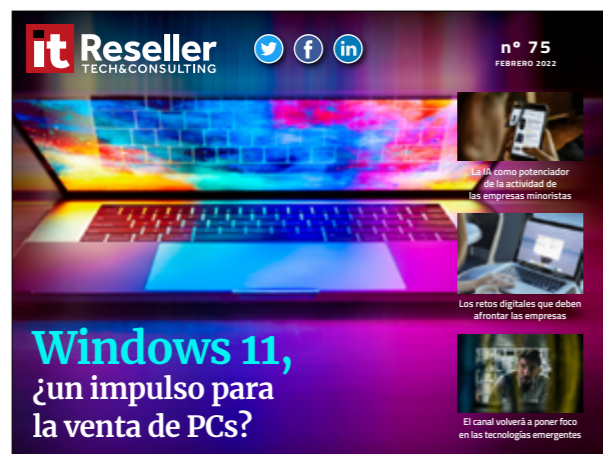 it Reseller
TECH&CONSULTING
nº 75
FEBRERO 2022
La IA como potenciador
de la actividad de
las empresas minoristas
Los retos digitales que deben
afrontar las empresas
El canal volverá a poner foco
en las tecnologías emergentes
Windows 11,
¿un impulso para
la venta de PCs?